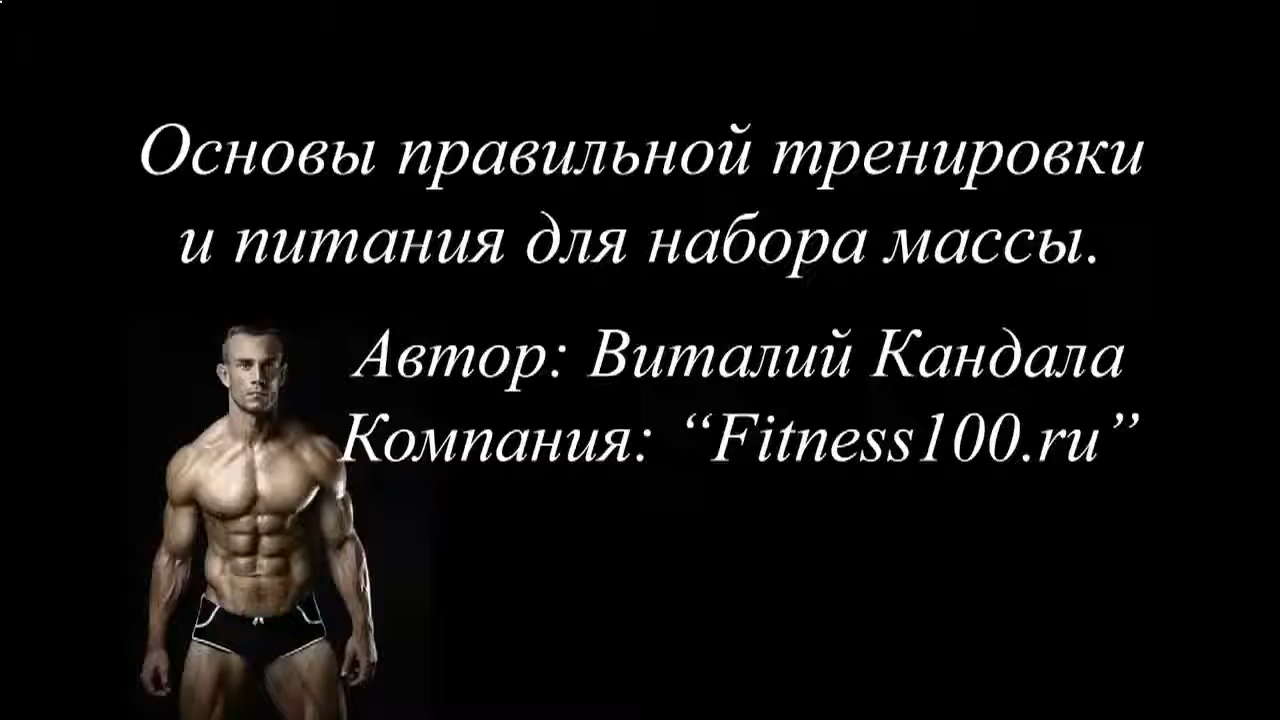 Основы правильной тренировки
и питания для набора массы.
Автор: Виталий Кандала
Компания: “Fitness100.ru”